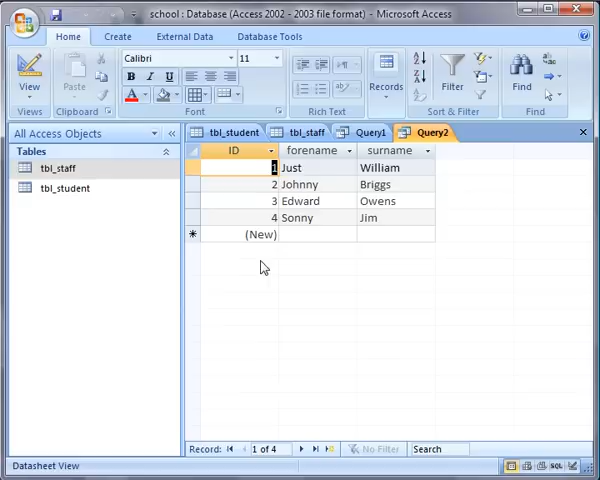 school : Database (Access 2002 - 2003 file format) - Microsoft Access
Home Create External Data Database Tools
Calibri 11
B I U
A
View Paste Records Filter Find
Views Clipboard Font Rich Text Sort & Filter Find
All Access Objects
tbl_student tbl_staff Query1 Query2
Tables
tbl_staff
tbl_student
ID forename surname
1 Just William
2 Johnny Briggs
3 Edward Owens
4 Sonny Jim
(New)
Record: 1 of 4 No Filter Search
Datasheet View SQL